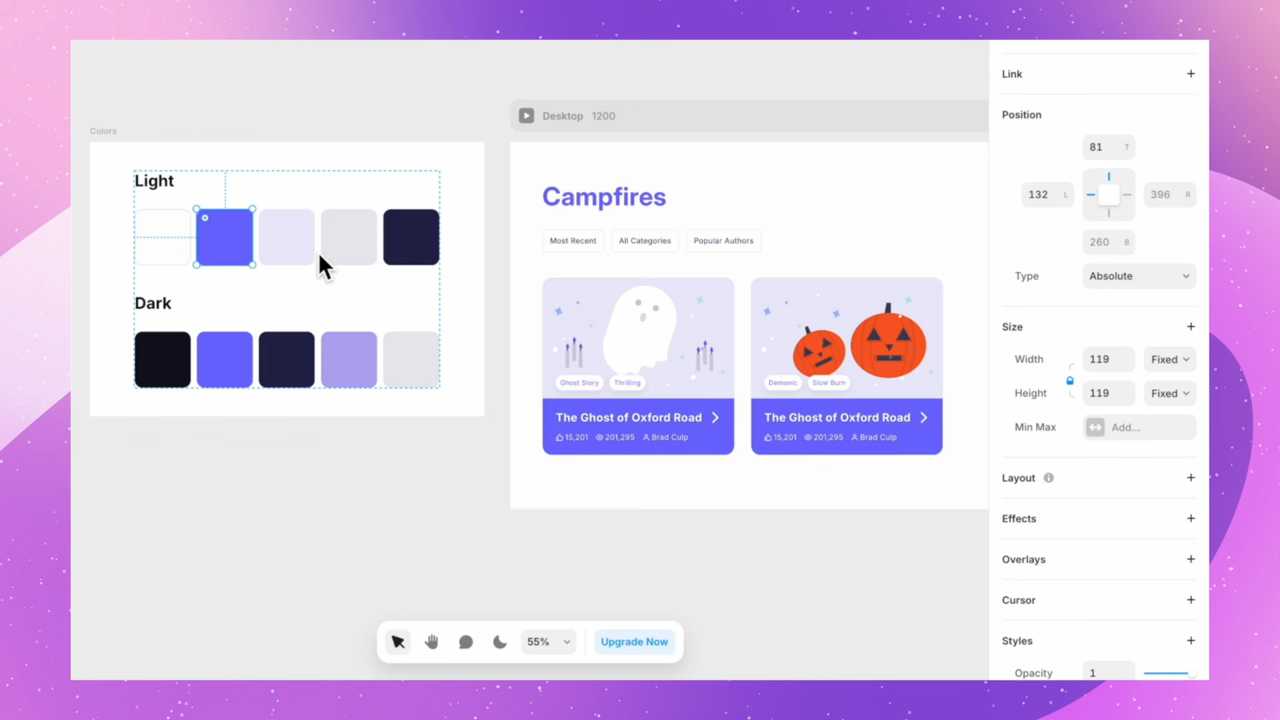 Colors
Light
Dark
Desktop 1200
Campfires
Most Recent
All Categories
Popular Authors
Ghost Story
Thrilling
The Ghost of Oxford Road
15,201 201,295 Brad Culp
Demonic
Slow Burn
The Ghost of Oxford Road
15,201 201,295 Brad Culp
55%
Upgrade Now
Link
Position
81 T
132 L
396 R
260 B
Type Absolute
Size
Width 119 Fixed
Height 119 Fixed
Min Max Add...
Layout
Effects
Overlays
Cursor
Styles
Opacity 1